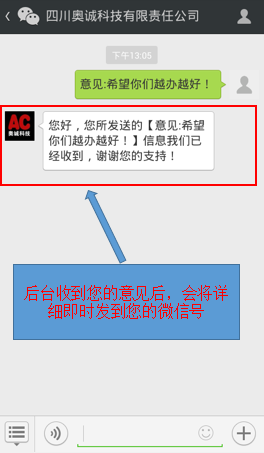 四川奥诚科技有限责任公司
下午13:05
意见:希望你们越办越好！
AC
奥诚科技
您好，您所发送的【意见:希望
你们越办越好！】信息我们已
经收到，谢谢您的支持！
后台收到您的意见后，会将详
细即时发到您的微信号